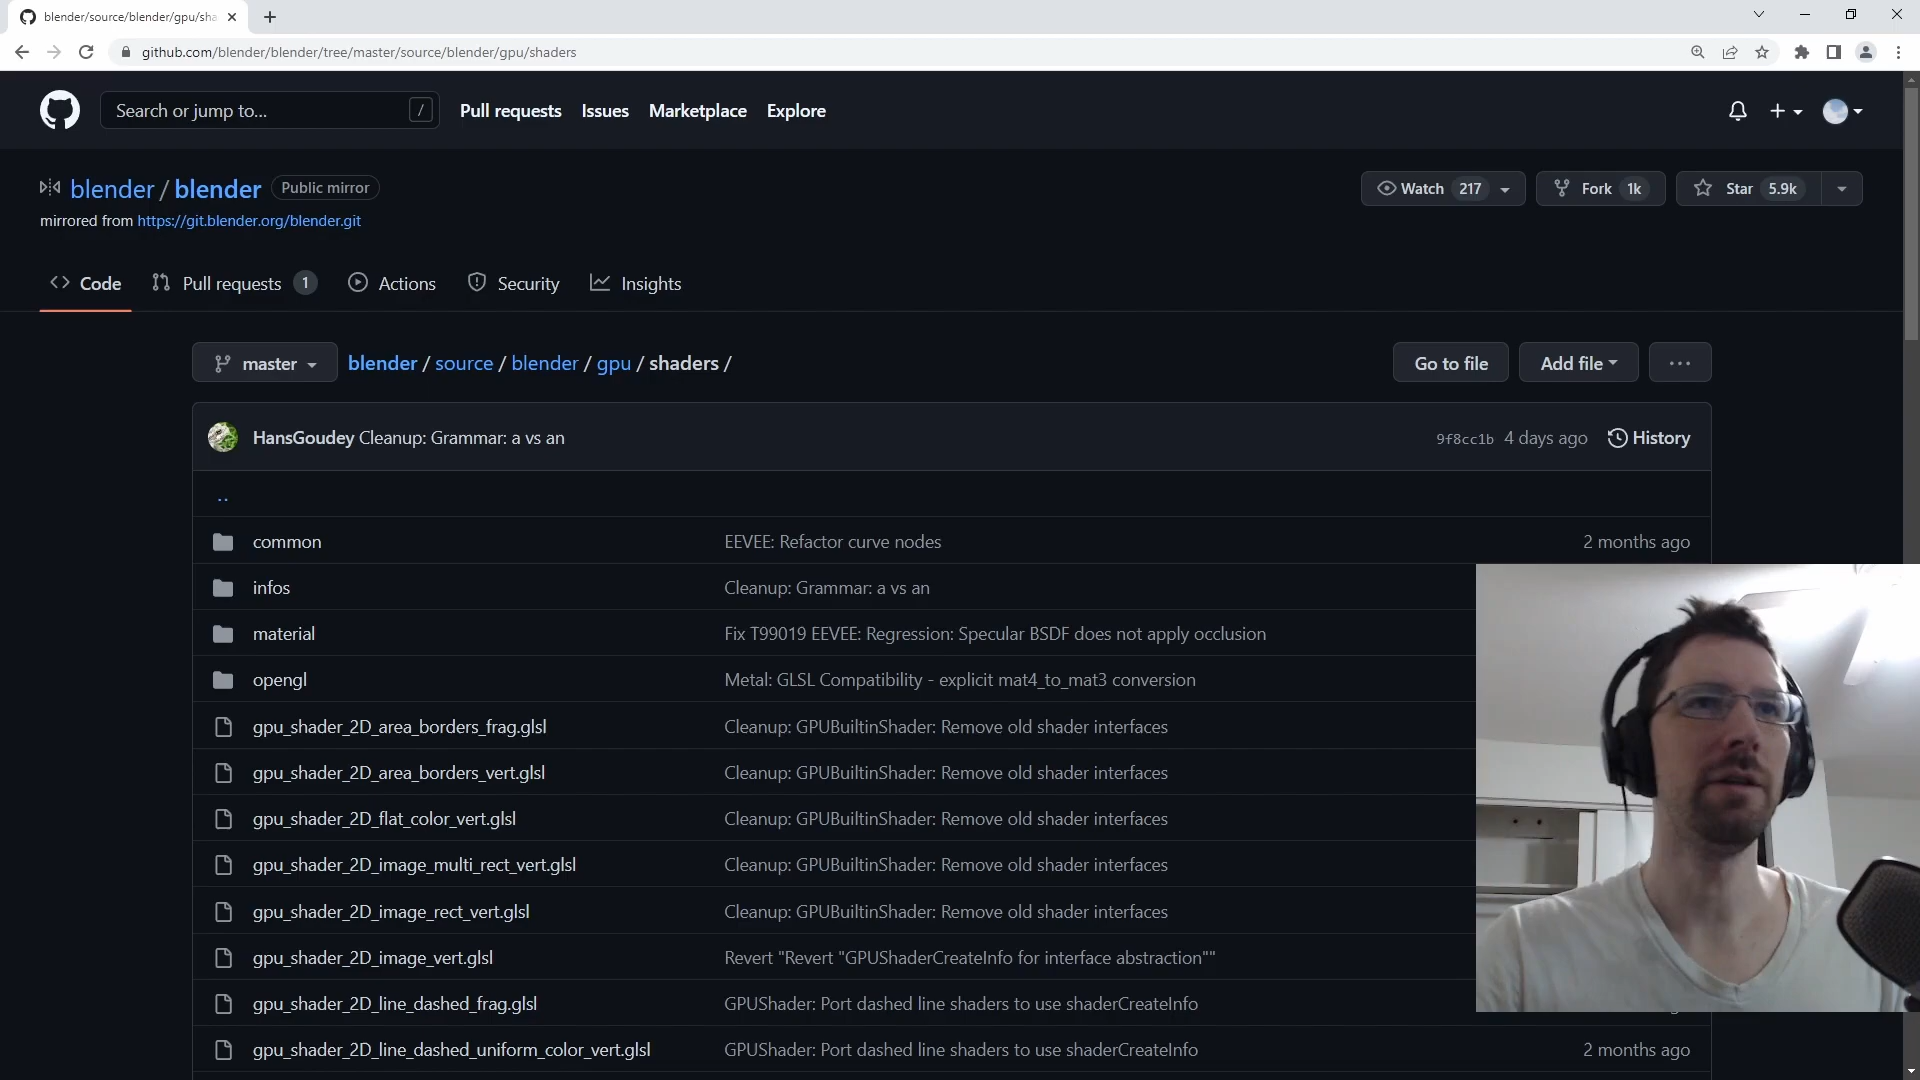 blender/source/blender/gpu/sha
github.com/blender/blender/tree/master/source/blender/gpu/shaders
Search or jump to... /
Pull requests Issues Marketplace Explore
blender / blender Public mirror
Watch 217 Fork 1k Star 5.9k
mirrored from https://git.blender.org/blender.git
Code Pull requests 1 Actions Security Insights
master blender / source / blender / gpu / shaders /
Go to file Add file ...
HansGoudey Cleanup: Grammar: a vs an 9f8cc1b 4 days ago History
..
common EEVEE: Refactor curve nodes 2 months ago
infos Cleanup: Grammar: a vs an
material Fix T99019 EEVEE: Regression: Specular BSDF does not apply occlusion
opengl Metal: GLSL Compatibility - explicit mat4_to_mat3 conversion
gpu_shader_2D_area_borders_frag.glsl Cleanup: GPUBuiltinShader: Remove old shader interfaces
gpu_shader_2D_area_borders_vert.glsl Cleanup: GPUBuiltinShader: Remove old shader interfaces
gpu_shader_2D_flat_color_vert.glsl Cleanup: GPUBuiltinShader: Remove old shader interfaces
gpu_shader_2D_image_multi_rect_vert.glsl Cleanup: GPUBuiltinShader: Remove old shader interfaces
gpu_shader_2D_image_rect_vert.glsl Cleanup: GPUBuiltinShader: Remove old shader interfaces
gpu_shader_2D_image_vert.glsl Revert "Revert "GPUShaderCreateInfo for interface abstraction""
gpu_shader_2D_line_dashed_frag.glsl GPUShader: Port dashed line shaders to use shaderCreateInfo
gpu_shader_2D_line_dashed_uniform_color_vert.glsl GPUShader: Port dashed line shaders to use shaderCreateInfo 2 months ago